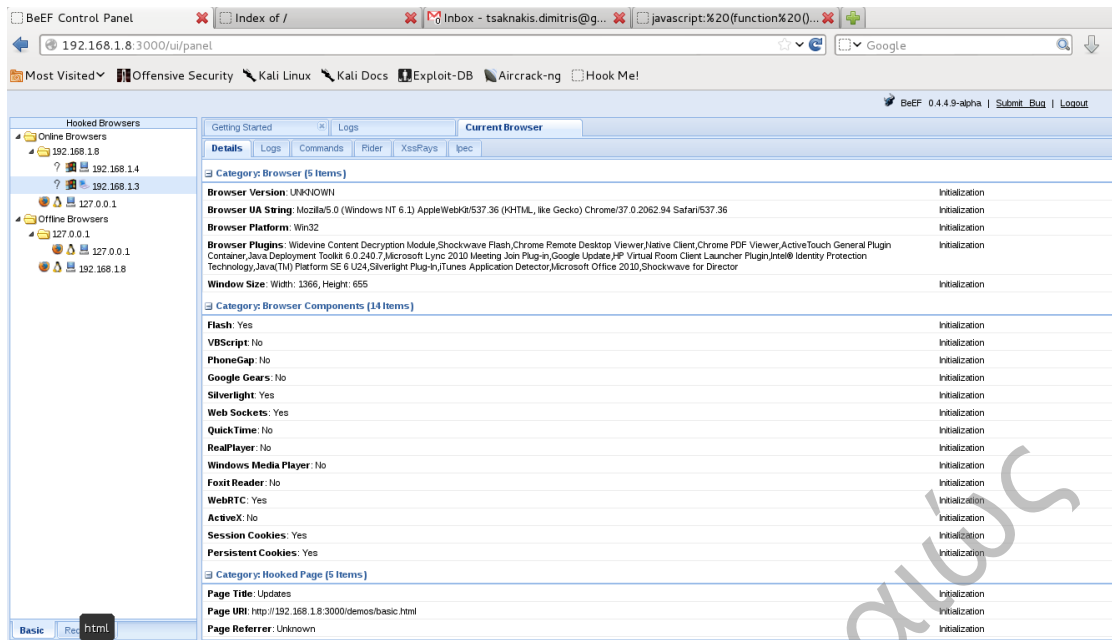 BeEF Control Panel
Index of /
Inbox - tsaknakis.dimitris@g...
javascript:%20(function%20()...
192.168.1.8:3000/ui/panel
Google
Most Visited
Offensive Security
Kali Linux
Kali Docs
Exploit-DB
Aircrack-ng
Hook Me!
BeEF 0.4.4.9-alpha | Submit Bug | Logout
Hooked Browsers
Online Browsers
192.168.1.8
? 192.168.1.4
? 192.168.1.3
127.0.0.1
Offline Browsers
127.0.0.1
127.0.0.1
192.168.1.8
Basic
html
Getting Started
Logs
Current Browser
Details
Logs
Commands
Rider
XssRays
Ipec
Category: Browser (5 Items)
Browser Version: UNKNOWN Initialization
Browser UA String: Mozilla/5.0 (Windows NT 6.1) AppleWebKit/537.36 (KHTML, like Gecko) Chrome/37.0.2062.94 Safari/537.36 Initialization
Browser Platform: Win32 Initialization
Browser Plugins: Widevine Content Decryption Module,Shockwave Flash,Chrome Remote Desktop Viewer,Native Client,Chrome PDF Viewer,ActiveTouch General Plugin Initialization
Container,Java Deployment Toolkit 6.0.240.7,Microsoft Lync 2010 Meeting Join Plug-in,Google Update,HP Virtual Room Client Launcher Plugin,Intel® Identity Protection
Technology,Java(TM) Platform SE 6 U24,Silverlight Plug-In,iTunes Application Detector,Microsoft Office 2010,Shockwave for Director
Window Size: Width: 1366, Height: 655 Initialization
Category: Browser Components (14 Items)
Flash: Yes Initialization
VBScript: No Initialization
PhoneGap: No Initialization
Google Gears: No Initialization
Silverlight: Yes Initialization
Web Sockets: Yes Initialization
QuickTime: No Initialization
RealPlayer: No Initialization
Windows Media Player: No Initialization
Foxit Reader: No Initialization
WebRTC: Yes Initialization
ActiveX: No Initialization
Session Cookies: Yes Initialization
Persistent Cookies: Yes Initialization
Category: Hooked Page (5 Items)
Page Title: Updates Initialization
Page URI: http://192.168.1.8:3000/demos/basic.html Initialization
Page Referrer: Unknown Initialization